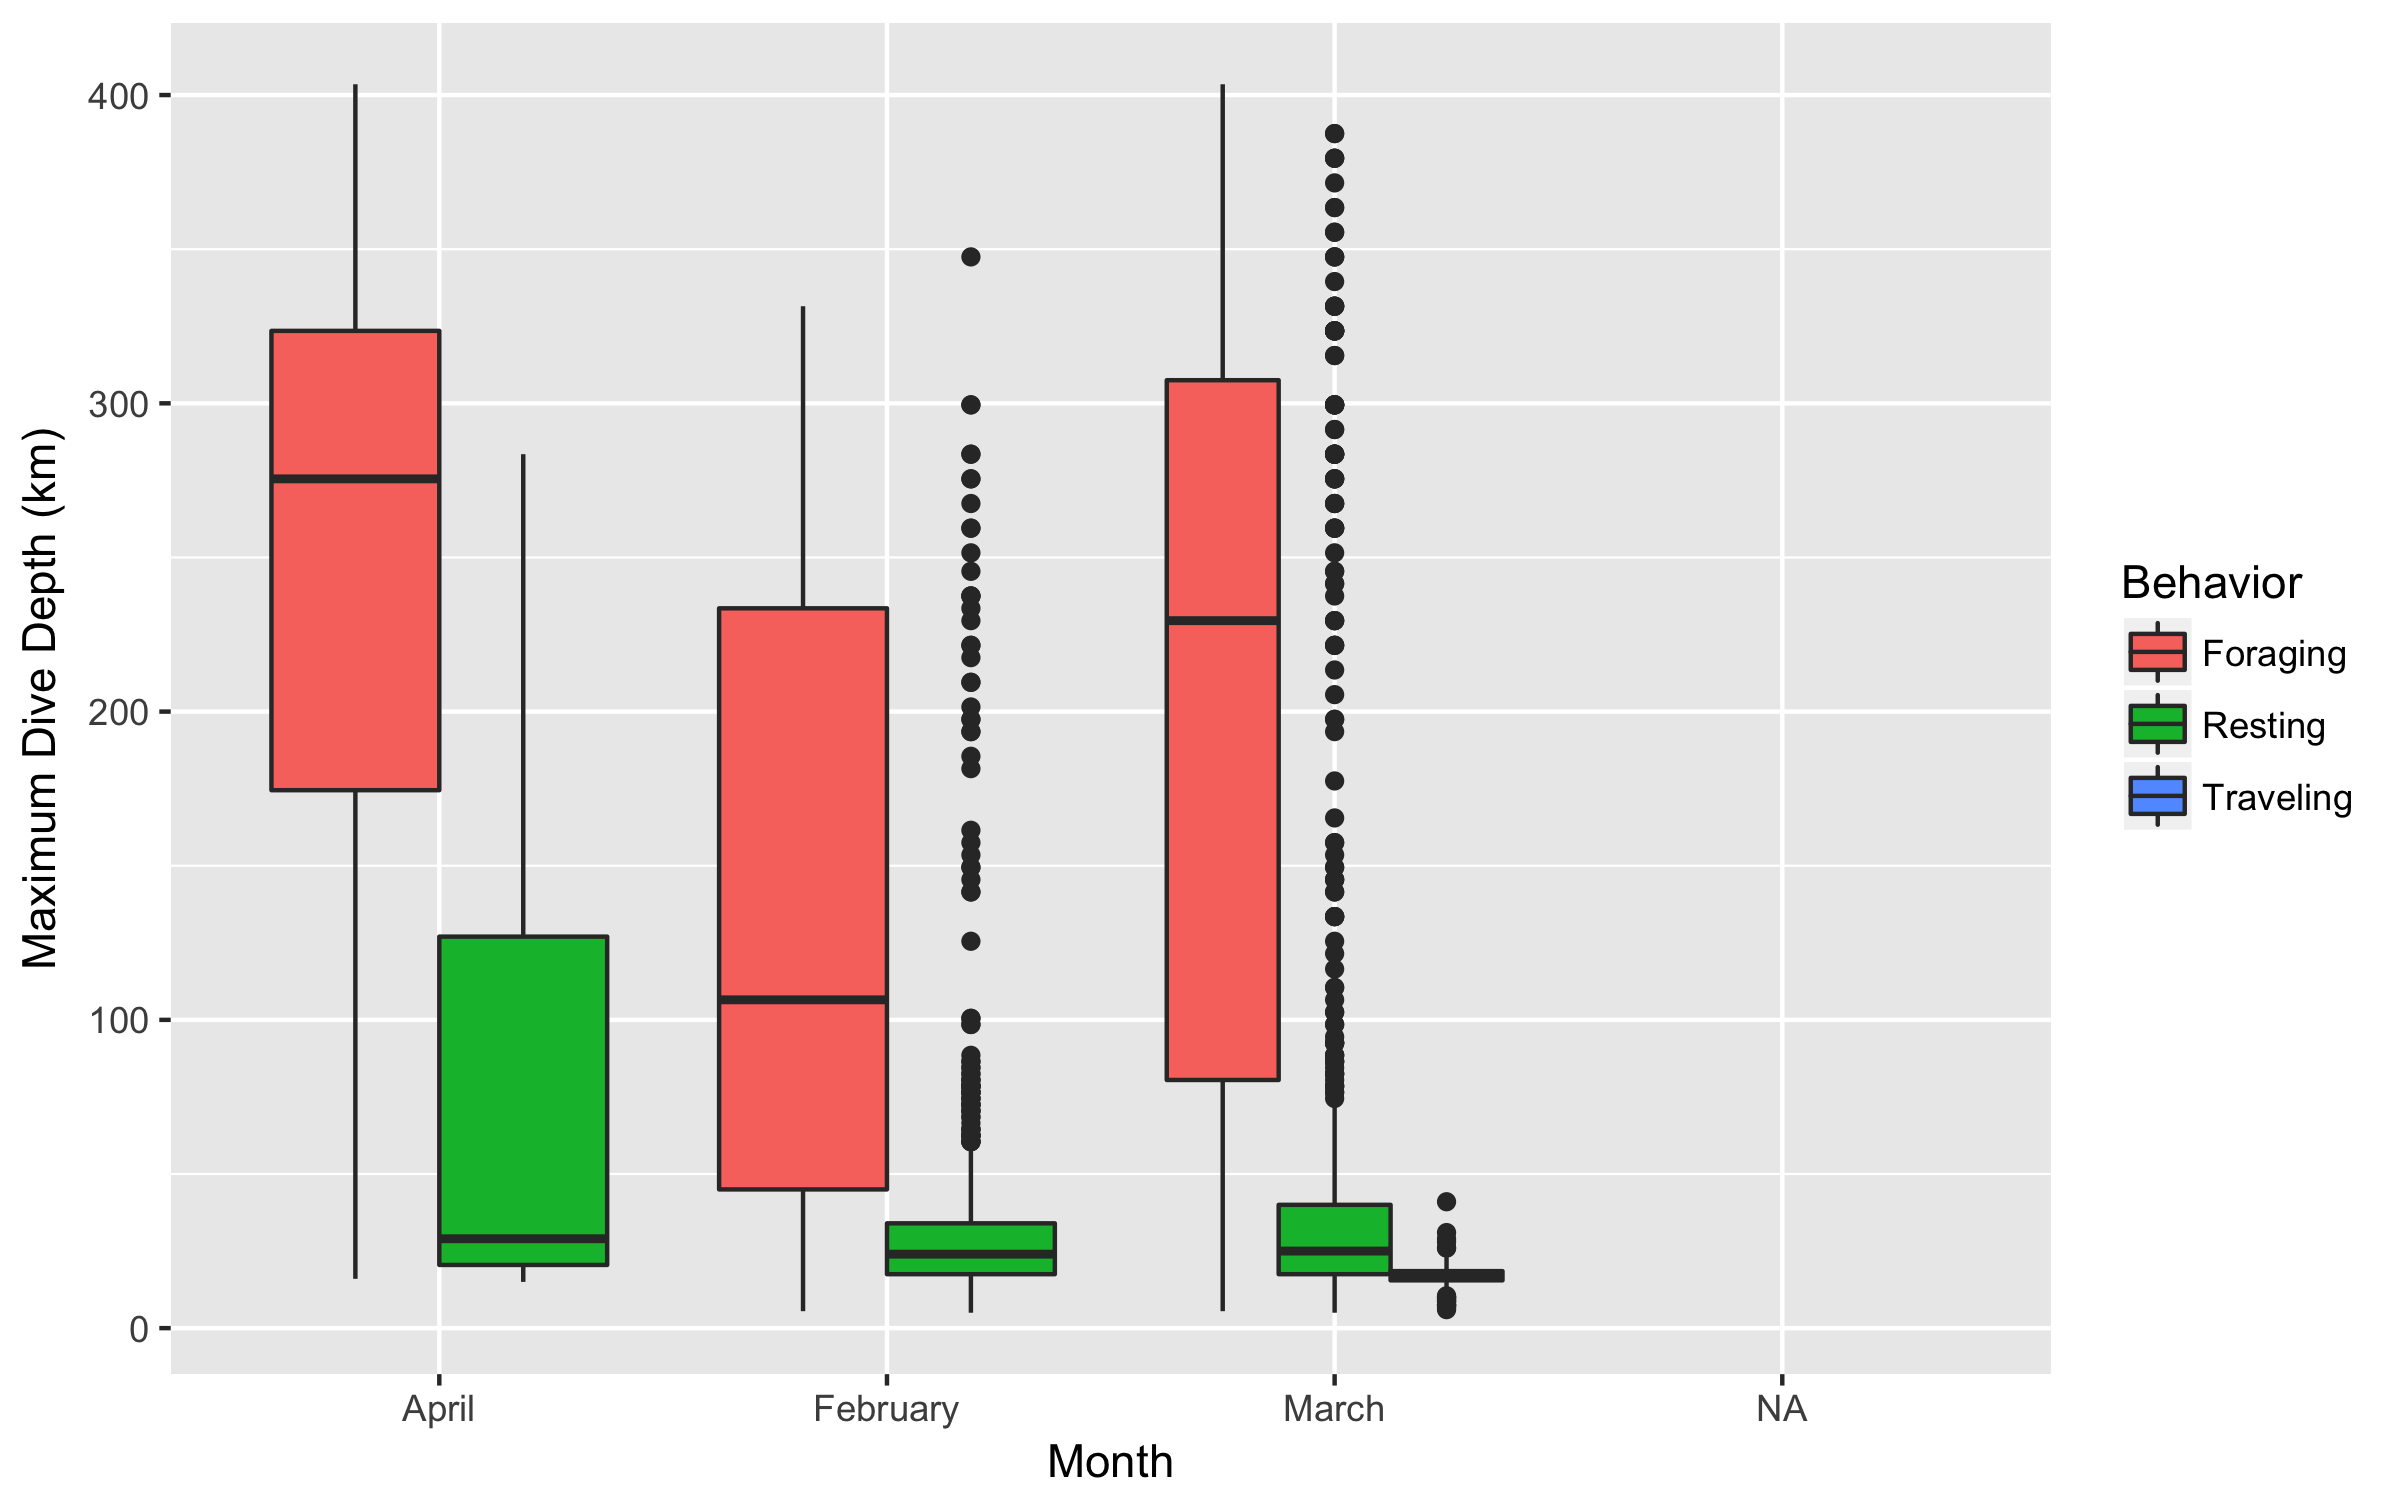 Maximum Dive Depth (km)
400
300
200
100
0
April
February
March
NA
Month
Behavior
Foraging
Resting
Traveling